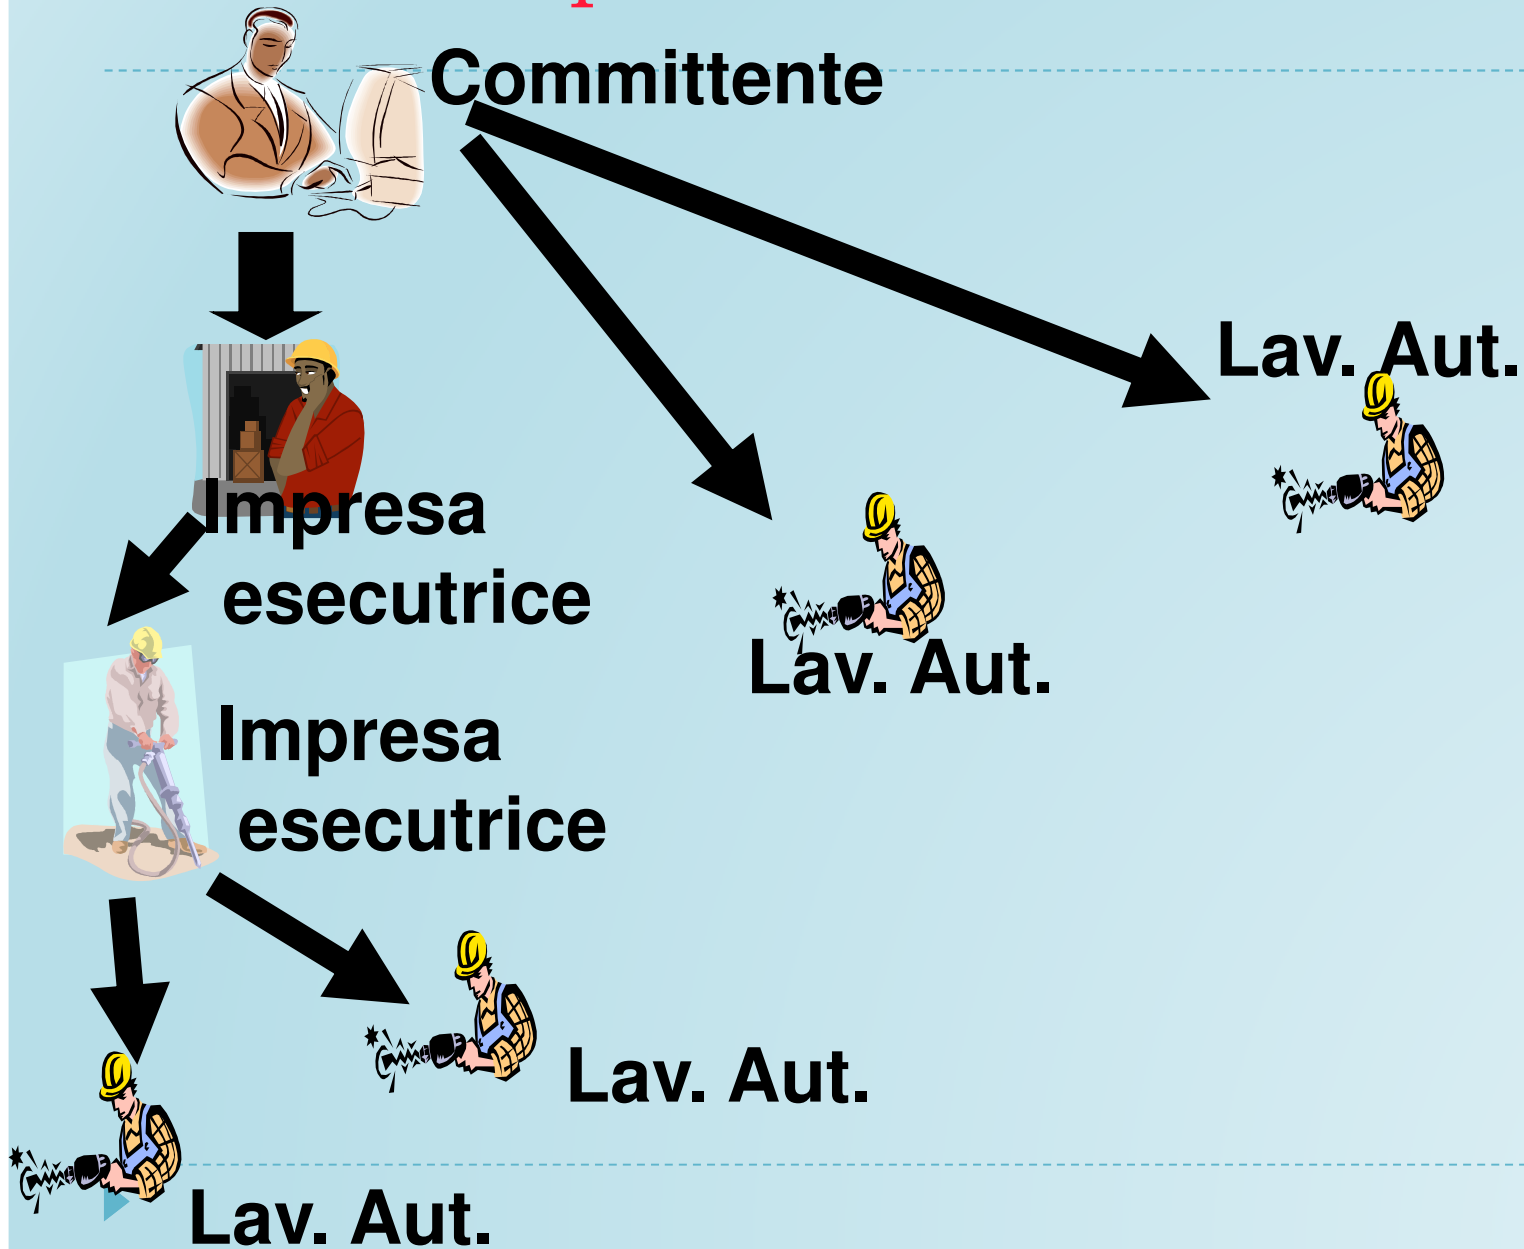 Committente
Lav. Aut.
Impresa
esecutrice
Lav. Aut.
Impresa
esecutrice
Lav. Aut.
Lav. Aut.